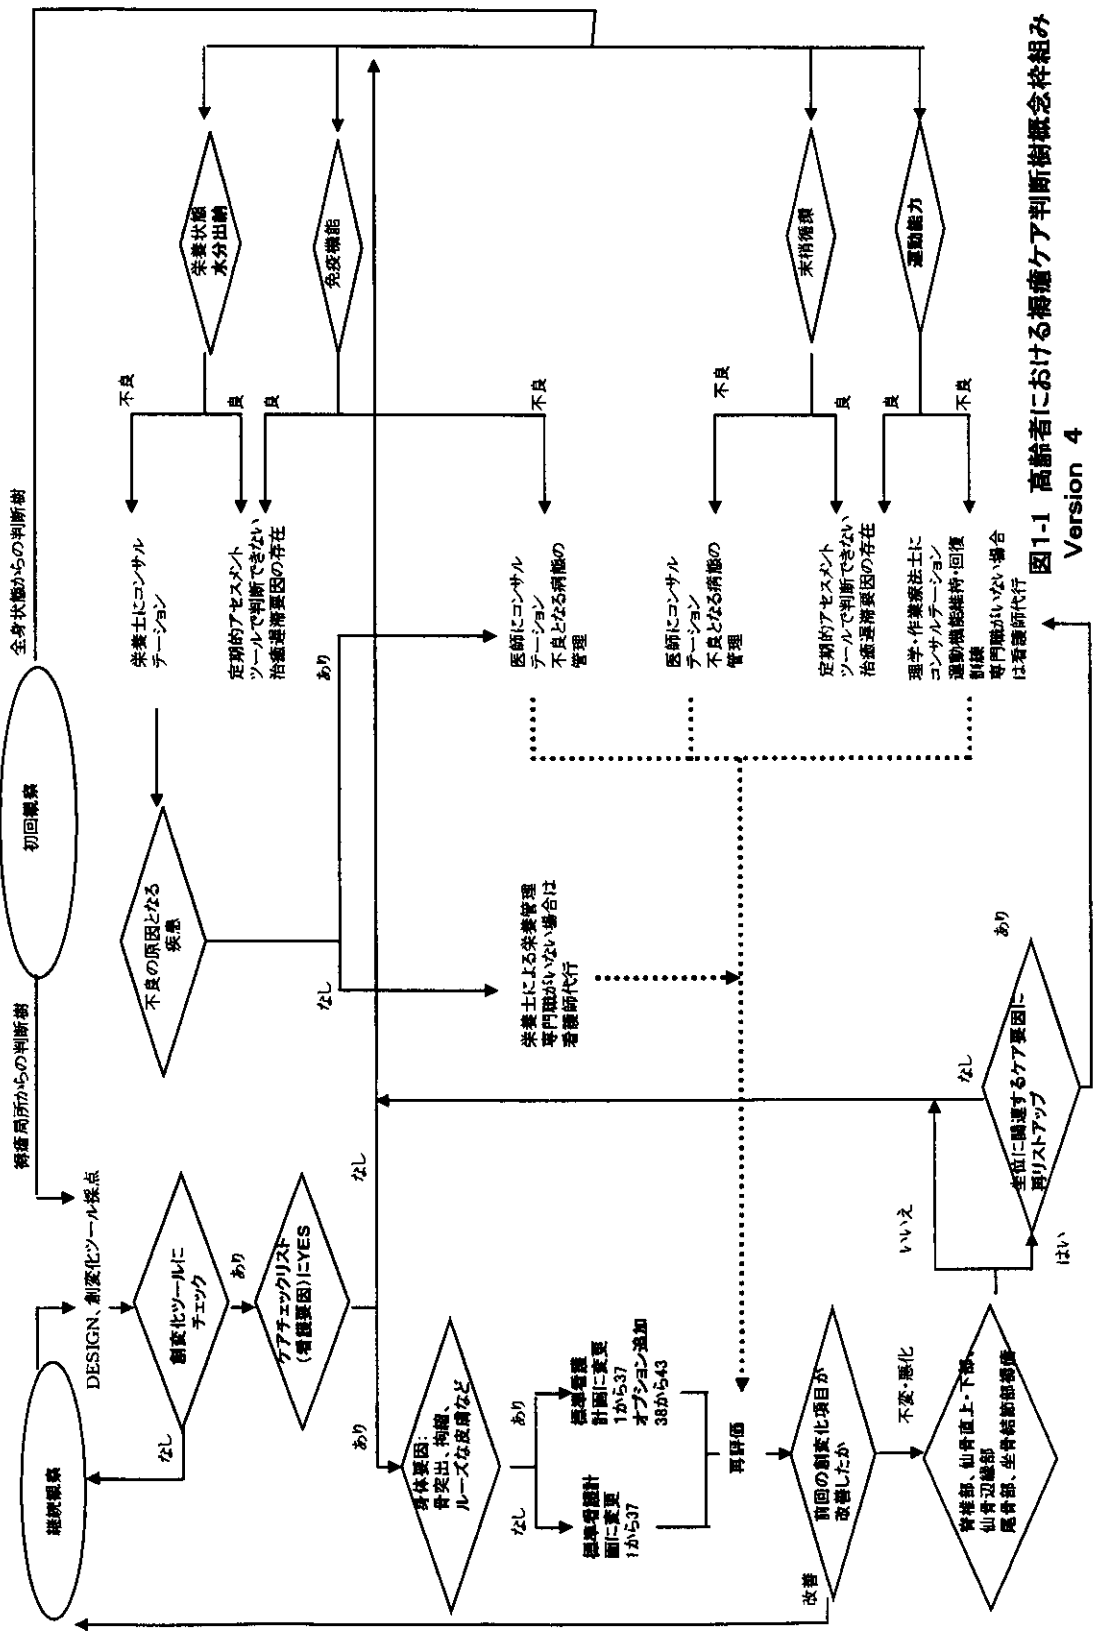 初回観察
全身状態からの判断樹
褥瘡局所からの判断樹
継続観察
DESIGN、創変化ツール採点
創変化ツールに
チェック
なし
あり
ケアチェックリスト
(看護要因)にYES
あり
なし
身体要因:
骨突出、拘縮、
ルーズな皮膚など
なし
あり
標準看護計
画に変更
1から37
標準看護
計画に変更
1から37
オプション追加
38から43
再評価
前回の創変化項目が
改善したか
改善
不変・悪化
脊椎部、仙骨直上・下部、
仙骨辺縁部
尾骨部、坐骨結節部褥瘡
いいえ
はい
坐位に関連するケア要因に
再リストアップ
なし
あり
栄養状態
水分出納
不良
良
栄養士にコンサル
テーション
定期的アセスメント
ツールで判断できない
治癒遅滞要因の存在
不良の原因となる
疾患
あり
なし
栄養士による栄養管理
専門職がいない場合は
看護師代行
免疫機能
良
不良
医師にコンサル
テーション
不良となる病態の
管理
末梢循環
不良
良
医師にコンサル
テーション
不良となる病態の
管理
定期的アセスメント
ツールで判断できない
治癒遅滞要因の存在
運動能力
良
不良
理学・作業療法士に
コンサルテーション
運動機能維持・回復
訓練
専門職がいない場合
は看護師代行
図1-1 高齢者における褥瘡ケア判断樹概念枠組み
Version 4